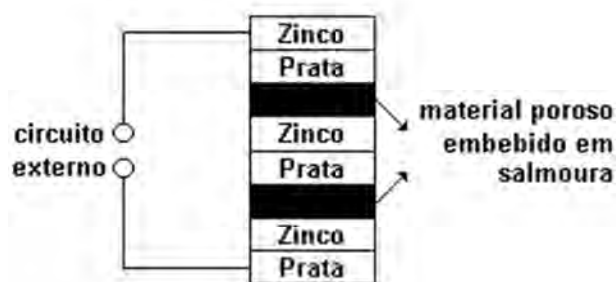 Zinco
Prata
circuito
externo
Zinco
Prata
material poroso
embebido em
salmoura
Zinco
Prata